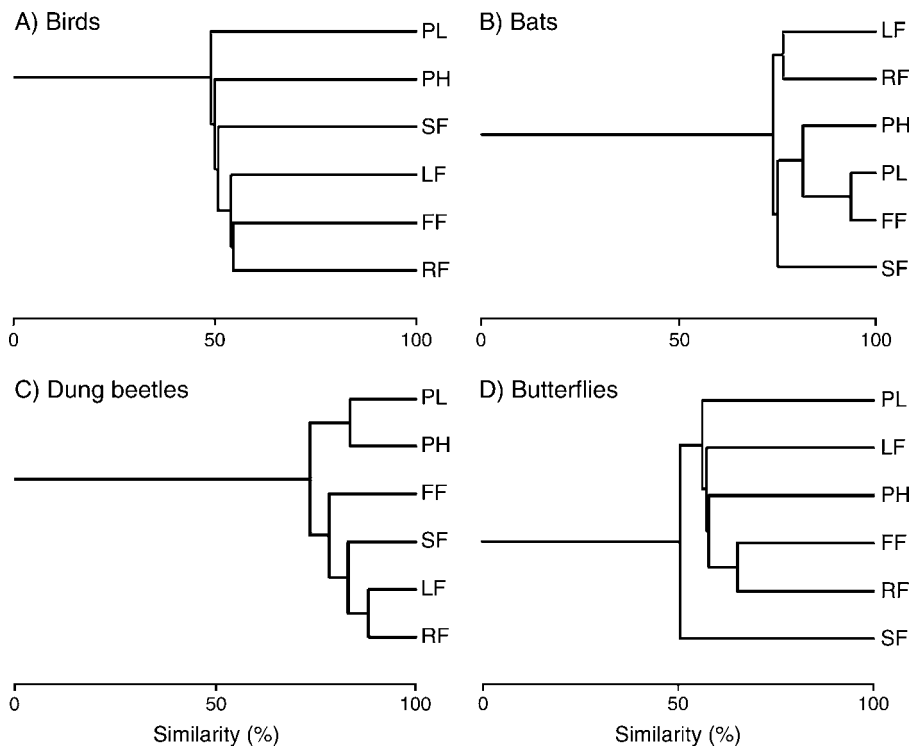 A) Birds
PL
PH
SF
LF
FF
RF
0 50 100
B) Bats
LF
RF
PH
PL
FF
SF
0 50 100
C) Dung beetles
PL
PH
FF
SF
LF
RF
0 50 100
Similarity (%)
D) Butterflies
PL
LF
PH
FF
RF
SF
0 50 100
Similarity (%)